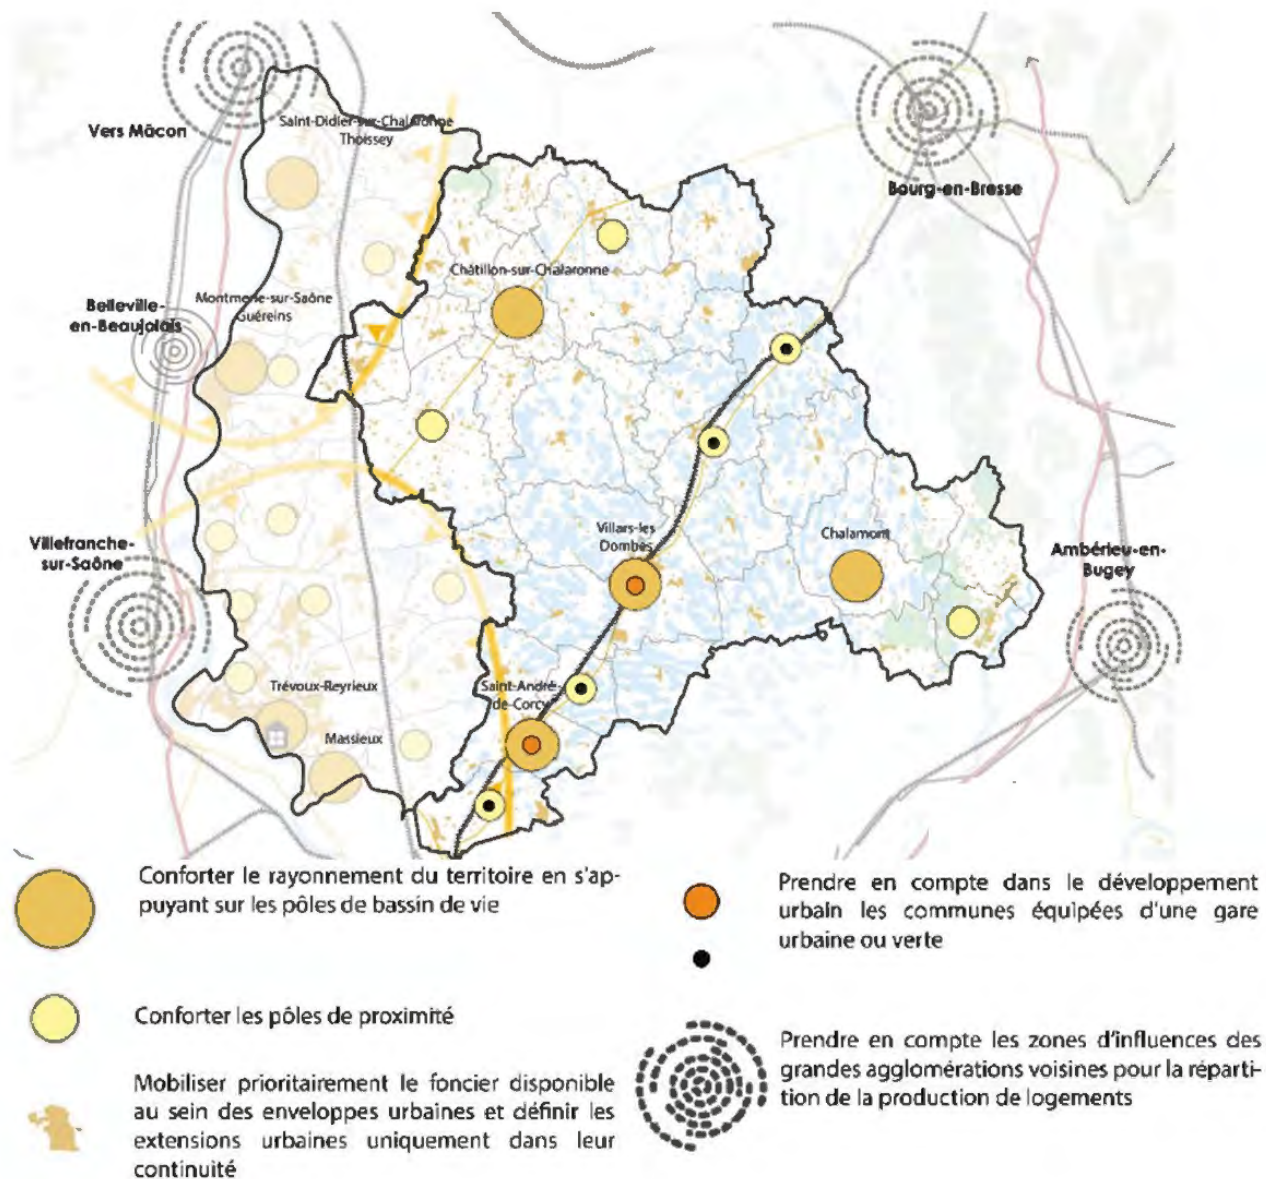 Vers Mâcon
Saint-Didier-sur-Chalaronne
Thoissey
Bourg-en-Bresse
Châtillon-sur-Chalaronne
Belleville-
en-Beaujolais
Montmerle-sur-Saône
Guéreins
Villars-les
Dombes
Chalamont
Villefranche-
sur-Saône
Ambérieu-en-
Bugey
Trévoux-Reyrieux
Saint-André-
de-Corcy
Massieux
Conforter le rayonnement du territoire en s'ap-
puyant sur les pôles de bassin de vie
Conforter les pôles de proximité
Mobiliser prioritairement le foncier disponible
au sein des enveloppes urbaines et définir les
extensions urbaines uniquement dans leur
continuité
Prendre en compte dans le développement
urbain les communes équipées d'une gare
urbaine ou verte
Prendre en compte les zones d'influences des
grandes agglomérations voisines pour la réparti-
tion de la production de logements